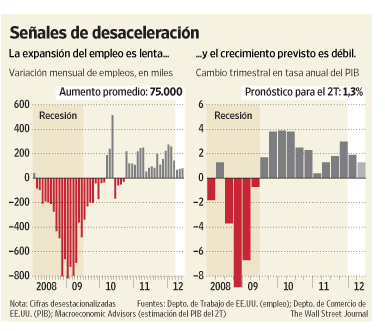 Señales de desaceleración
La expansión del empleo es lenta...
Variación mensual de empleos, en miles
Aumento promedio: 75.000
Recesión
600
400
200
0
−200
−400
−600
−800
2008 09 10 11 12
...y el crecimiento previsto es débil.
Cambio trimestral en tasa anual del PIB
Pronóstico para el 2T: 1,3%
Recesión
6
4
2
0
−2
−4
−6
−8
2008 09 10 11 12
Nota: Cifras desestacionalizadas
Fuentes: Depto. de Trabajo de EE.UU. (empleo); Depto. de Comercio de
EE.UU. (PIB); Macroeconomic Advisors (estimación del PIB del 2T)
The Wall Street Journal